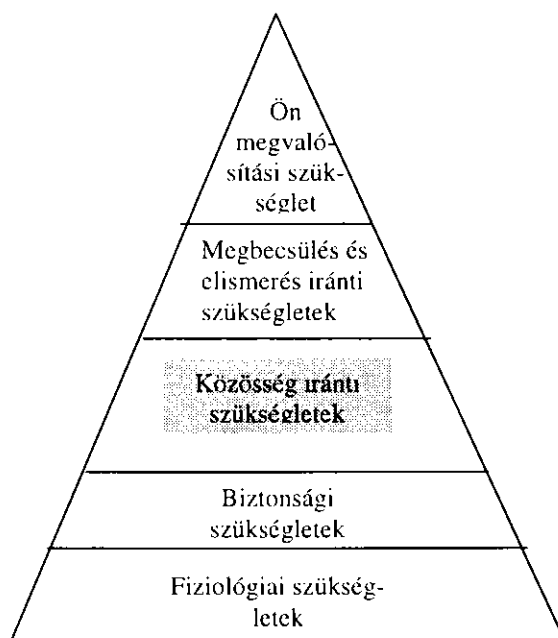 Ön
megvaló-
sítási szük-
séglet
Megbecsülés és
elismerés iránti
szükségletek
Közösség iránti
szükségletek
Biztonsági
szükségletek
Fiziológiai szükség-
letek